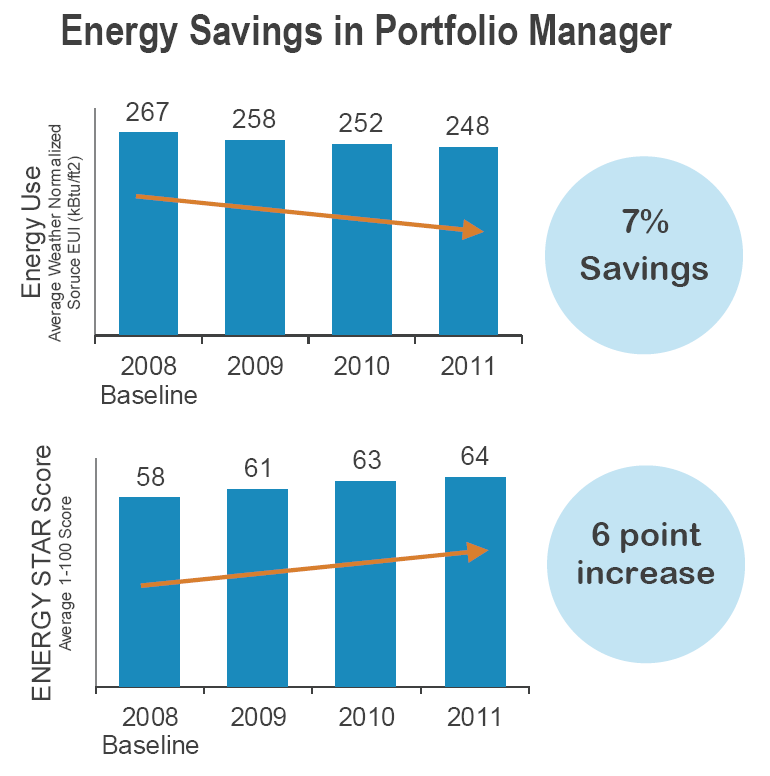 Energy Savings in Portfolio Manager
267
258
252
248
Energy Use
Average Weather Normalized
Soruce EUI (kBtu/ft2)
7%
Savings
2008
2009
2010
2011
Baseline
58
61
63
64
ENERGY STAR Score
Average 1-100 Score
6 point
increase
2008
2009
2010
2011
Baseline